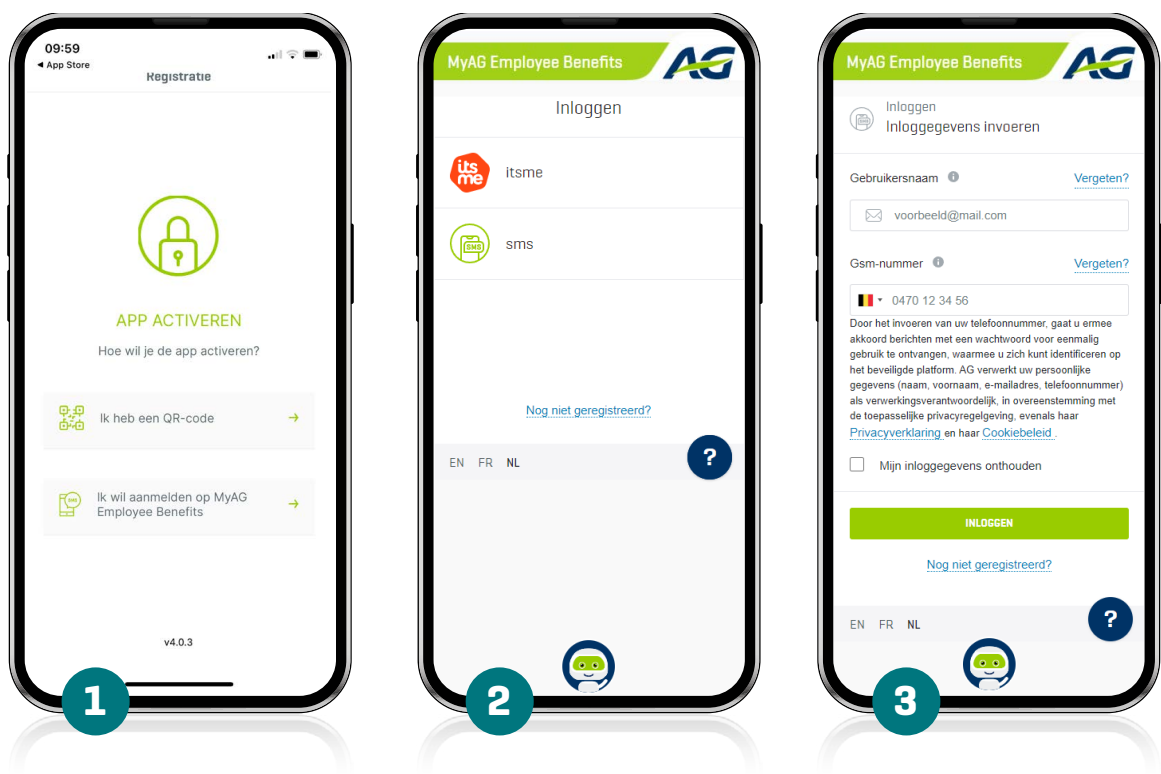 09:59
◄ App Store
Registratie
APP ACTIVEREN
Hoe wil je de app activeren?
Ik heb een QR-code →
Ik wil aanmelden op MyAG
Employee Benefits →
v4.0.3
1
MyAG Employee Benefits AG
Inloggen
its
me
itsme
SMS
sms
Nog niet geregistreerd?
EN FR NL
?
2
MyAG Employee Benefits AG
Inloggen
Inloggegevens invoeren
Gebruikersnaam Vergeten?
voorbeeld@mail.com
Gsm-nummer Vergeten?
0470 12 34 56
Door het invoeren van uw telefoonnummer, gaat u ermee
akkoord berichten met een wachtwoord voor eenmalig
gebruik te ontvangen, waarmee u zich kunt identificeren op
het beveiligde platform. AG verwerkt uw persoonlijke
gegevens (naam, voornaam, e-mailadres, telefoonnummer)
als verwerkingsverantwoordelijk, in overeenstemming met
de toepasselijke privacyregelgeving, evenals haar
Privacyverklaring en haar Cookiebeleid .
Mijn inloggegevens onthouden
INLOGGEN
Nog niet geregistreerd?
EN FR NL
?
3